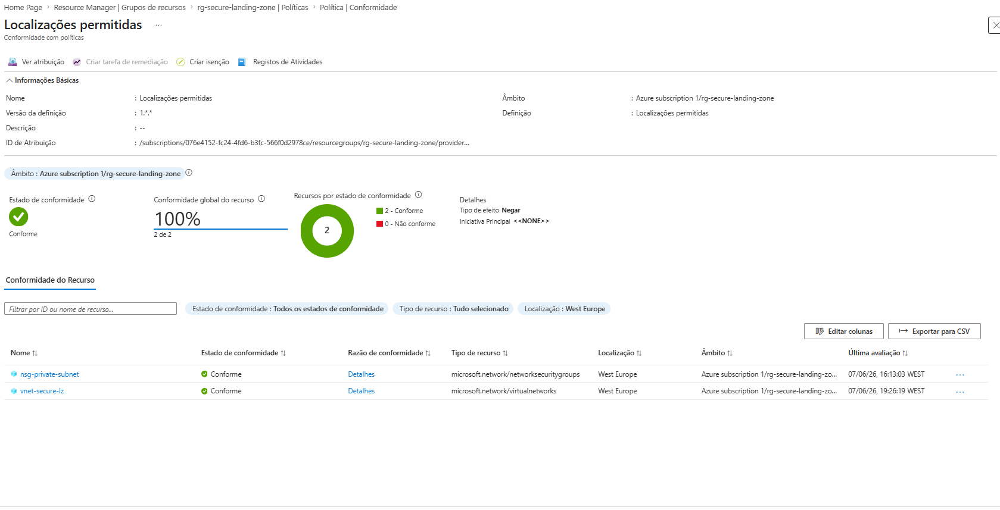 Home Page > Resource Manager | Grupos de recursos > rg-secure-landing-zone | Políticas > Política | Conformidade
Localizações permitidas ...
Conformidade com políticas
Ver atribuição Criar tarefa de remediação Criar isenção Registos de Atividades
Informações Básicas
Nome : Localizações permitidas Âmbito : Azure subscription 1/rg-secure-landing-zone
Versão da definição : 1.*.* Definição : Localizações permitidas
Descrição : --
ID de Atribuição : /subscriptions/076e4152-fc24-4fd6-b3fc-566f0d2978ce/resourcegroups/rg-secure-landing-zone/provider...
Âmbito : Azure subscription 1/rg-secure-landing-zone
Estado de conformidade
Conforme
Conformidade global do recurso
100%
2 de 2
Recursos por estado de conformidade
2
2 - Conforme
0 - Não conforme
Detalhes
Tipo de efeito Negar
Iniciativa Principal <<NONE>>
Conformidade do Recurso
Filtrar por ID ou nome de recurso... Estado de conformidade : Todos os estados de conformidade Tipo de recurso : Tudo selecionado Localização : West Europe
Editar colunas Exportar para CSV
Nome Estado de conformidade Razão de conformidade Tipo de recurso Localização Âmbito Última avaliação
nsg-private-subnet Conforme Detalhes microsoft.network/networksecuritygroups West Europe Azure subscription 1/rg-secure-landing-zo... 07/06/26, 16:13:03 WEST ...
vnet-secure-lz Conforme Detalhes microsoft.network/virtualnetworks West Europe Azure subscription 1/rg-secure-landing-zo... 07/06/26, 19:26:19 WEST ...